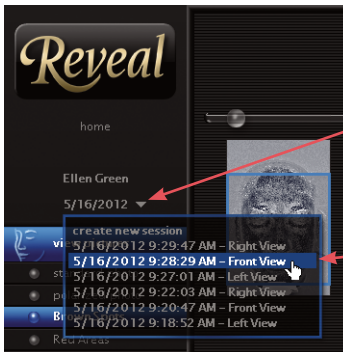 Reveal
home
Ellen Green
5/16/2012
create new session
5/16/2012 9:29:47 AM – Right View
5/16/2012 9:28:29 AM – Front View
5/16/2012 9:27:01 AM – Left View
5/16/2012 9:22:03 AM – Right View
5/16/2012 9:20:47 AM – Front View
5/16/2012 9:18:52 AM – Left View
Red Areas